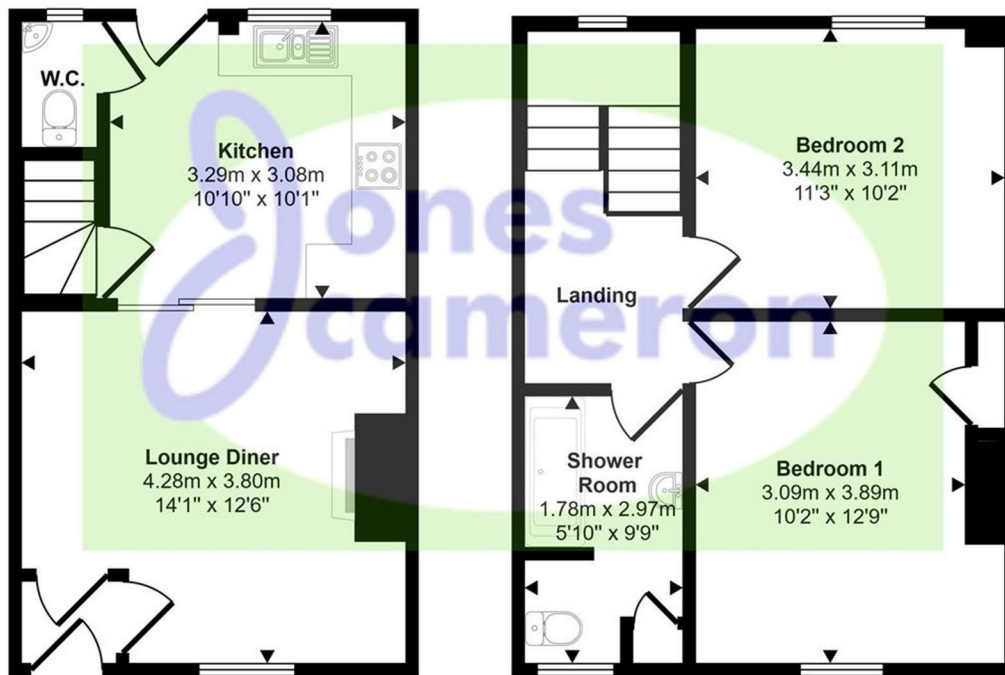 W.C.
Kitchen
3.29m x 3.08m
10'10" x 10'1"
Lounge Diner
4.28m x 3.80m
14'1" x 12'6"
Bedroom 2
3.44m x 3.11m
11'3" x 10'2"
Landing
Shower
Room
1.78m x 2.97m
5'10" x 9'9"
Bedroom 1
3.09m x 3.89m
10'2" x 12'9"
Jones
cameron